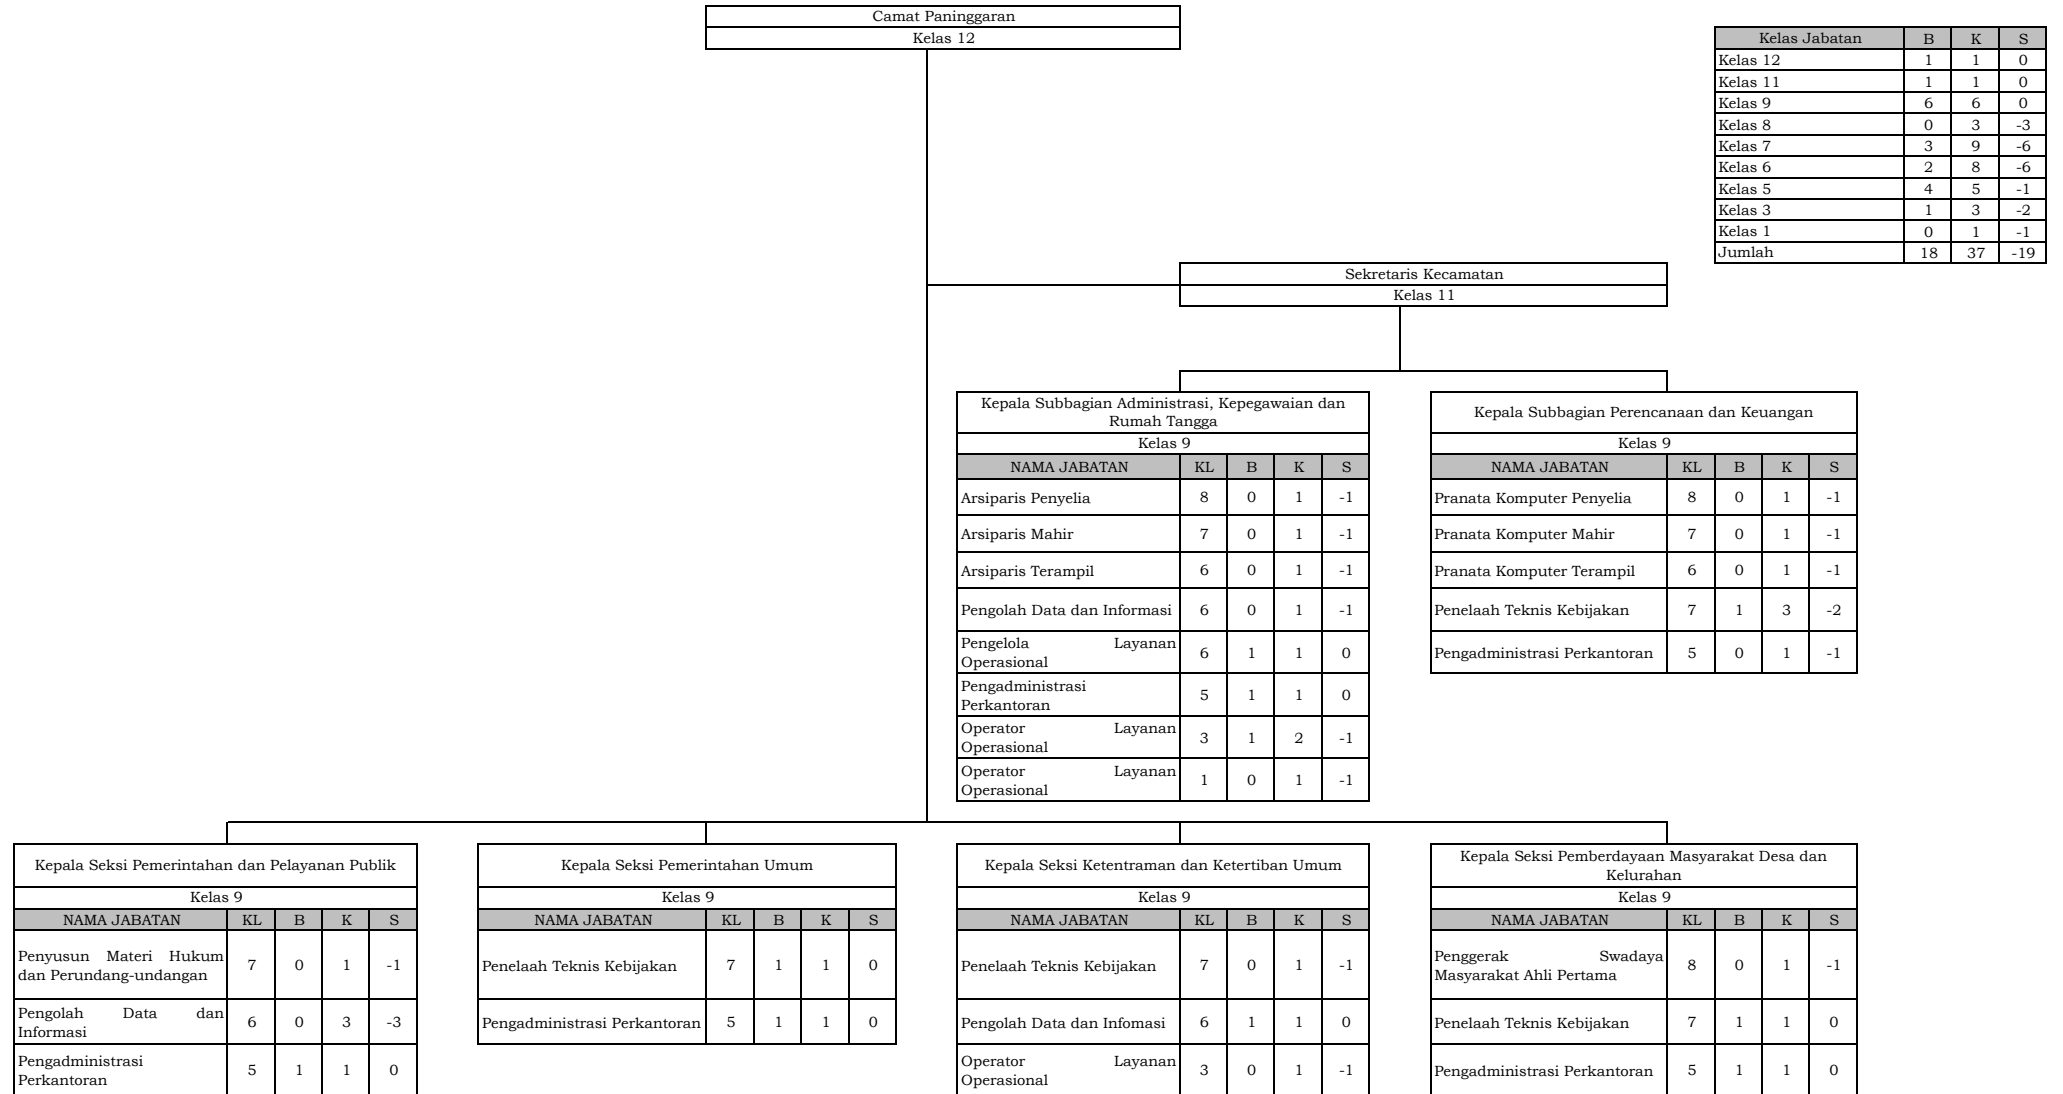 Camat Paninggaran
Kelas 12
Kelas Jabatan B K S
Kelas 12 1 1 0
Kelas 11 1 1 0
Kelas 9 6 6 0
Kelas 8 0 3 -3
Kelas 7 3 9 -6
Kelas 6 2 8 -6
Kelas 5 4 5 -1
Kelas 3 1 3 -2
Kelas 1 0 1 -1
Jumlah 18 37 -19
Sekretaris Kecamatan
Kelas 11
Kepala Subbagian Administrasi, Kepegawaian dan
Rumah Tangga
Kelas 9
NAMA JABATAN KL B K S
Arsiparis Penyelia 8 0 1 -1
Arsiparis Mahir 7 0 1 -1
Arsiparis Terampil 6 0 1 -1
Pengolah Data dan Informasi 6 0 1 -1
Pengelola Layanan
Operasional 6 1 1 0
Pengadministrasi
Perkantoran 5 1 1 0
Operator Layanan
Operasional 3 1 2 -1
Operator Layanan
Operasional 1 0 1 -1
Kepala Subbagian Perencanaan dan Keuangan
Kelas 9
NAMA JABATAN KL B K S
Pranata Komputer Penyelia 8 0 1 -1
Pranata Komputer Mahir 7 0 1 -1
Pranata Komputer Terampil 6 0 1 -1
Penelaah Teknis Kebijakan 7 1 3 -2
Pengadministrasi Perkantoran 5 0 1 -1
Kepala Seksi Pemerintahan dan Pelayanan Publik
Kelas 9
NAMA JABATAN KL B K S
Penyusun Materi Hukum
dan Perundang-undangan 7 0 1 -1
Pengolah Data dan
Informasi 6 0 3 -3
Pengadministrasi
Perkantoran 5 1 1 0
Kepala Seksi Pemerintahan Umum
Kelas 9
NAMA JABATAN KL B K S
Penelaah Teknis Kebijakan 7 1 1 0
Pengadministrasi Perkantoran 5 1 1 0
Kepala Seksi Ketentraman dan Ketertiban Umum
Kelas 9
NAMA JABATAN KL B K S
Penelaah Teknis Kebijakan 7 0 1 -1
Pengolah Data dan Infomasi 6 1 1 0
Operator Layanan
Operasional 3 0 1 -1
Kepala Seksi Pemberdayaan Masyarakat Desa dan
Kelurahan
Kelas 9
NAMA JABATAN KL B K S
Penggerak Swadaya
Masyarakat Ahli Pertama 8 0 1 -1
Penelaah Teknis Kebijakan 7 1 1 0
Pengadministrasi Perkantoran 5 1 1 0